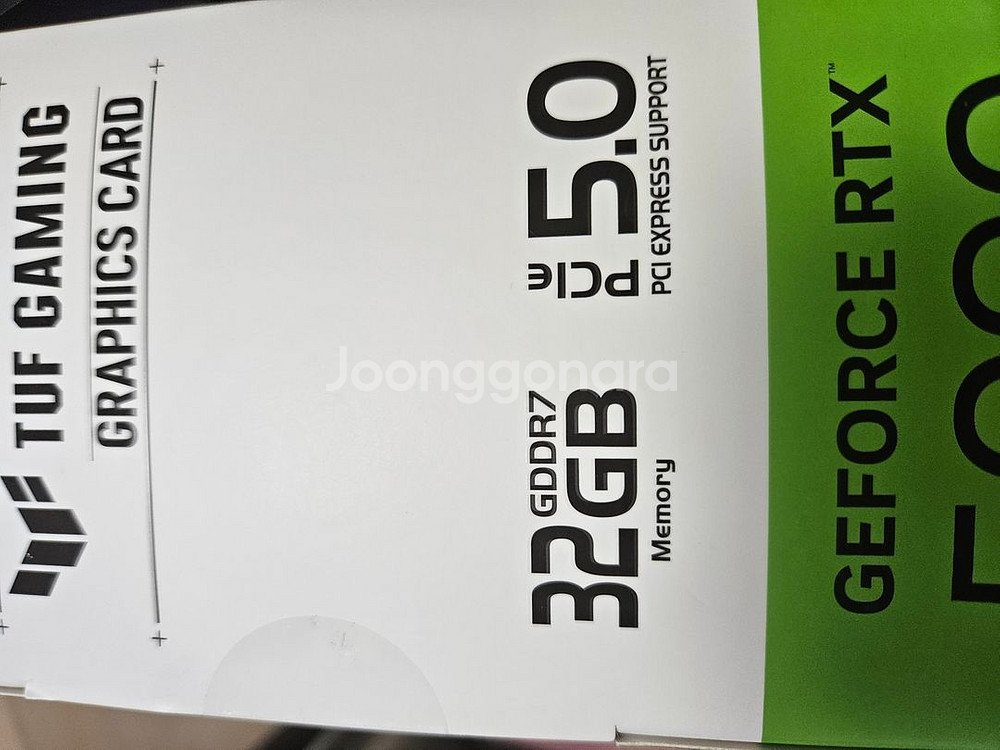 TUF GAMING
GRAPHICS CARD
32GB
GDDR7
Memory
PCIE 5.0
PCI EXPRESS SUPPORT
GEFORCE RTX™
Joonggonara